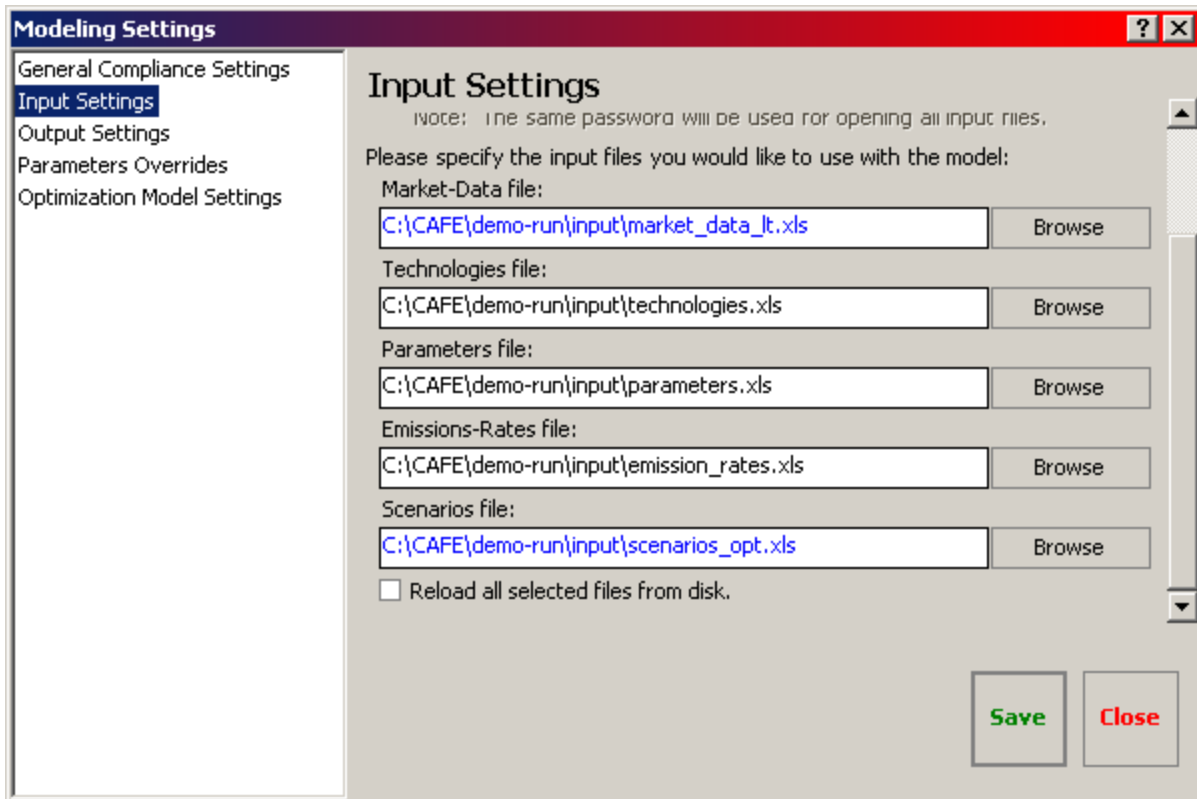 Modeling Settings
General Compliance Settings
Input Settings
Output Settings
Parameters Overrides
Optimization Model Settings
Input Settings
Note: The same password will be used for opening all input files.
Please specify the input files you would like to use with the model:
Market-Data file:
C:\CAFE\demo-run\input\market_data_lt.xls Browse
Technologies file:
C:\CAFE\demo-run\input\technologies.xls Browse
Parameters file:
C:\CAFE\demo-run\input\parameters.xls Browse
Emissions-Rates file:
C:\CAFE\demo-run\input\emission_rates.xls Browse
Scenarios file:
C:\CAFE\demo-run\input\scenarios_opt.xls Browse
Reload all selected files from disk.
Save Close